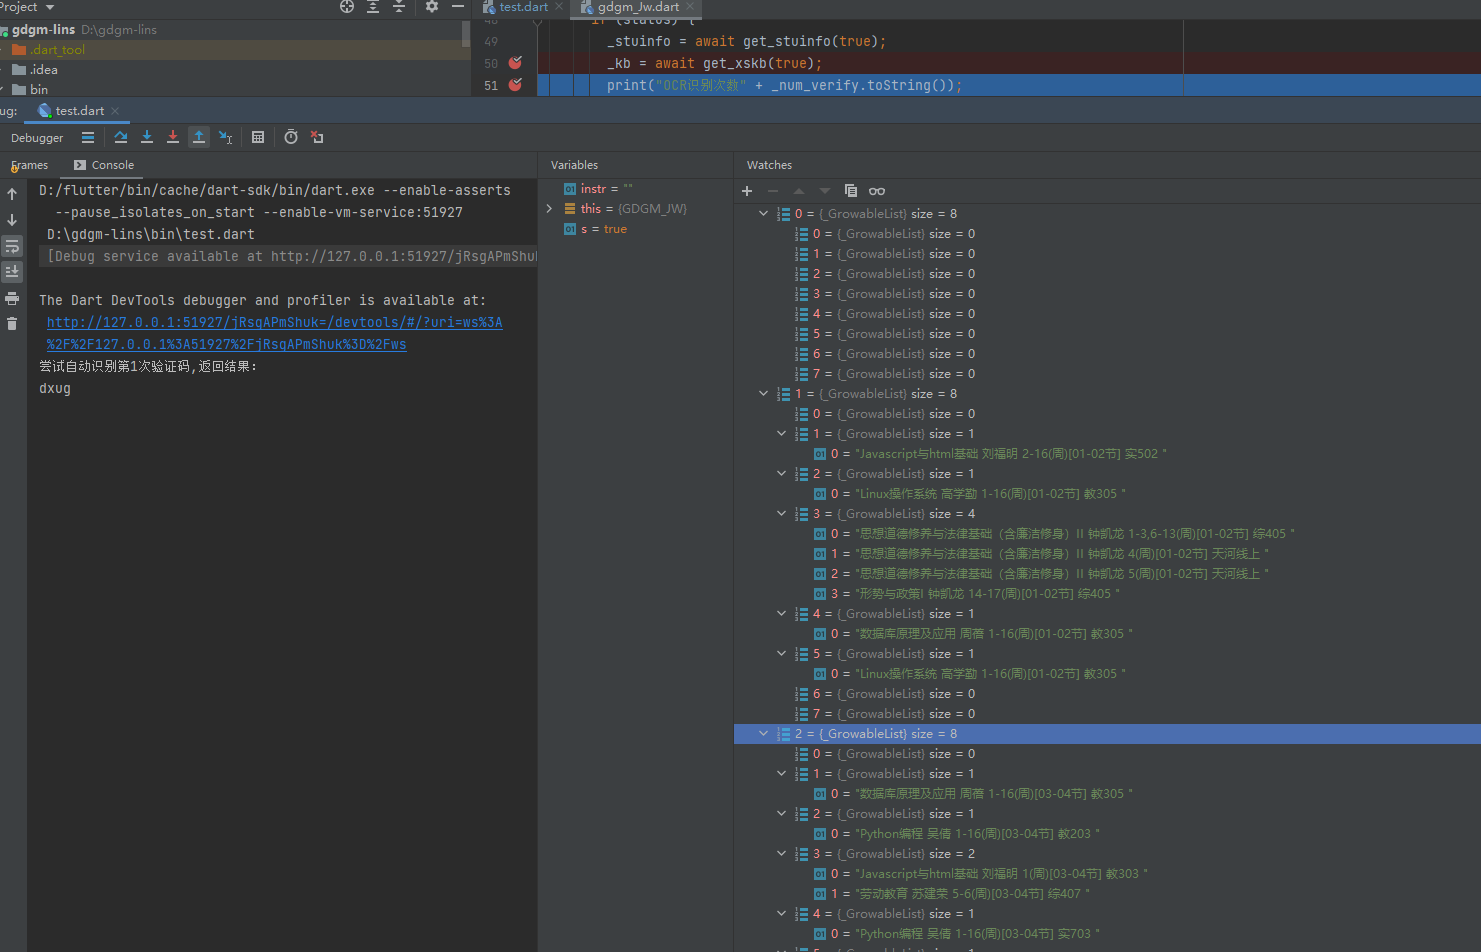 Project
test.dart
gdgm_Jw.dart
gdgm-lins D:\gdgm-lins
.dart_tool
.idea
bin
48
if (status) {
49
_stuinfo = await get_stuinfo(true);
50
_kb = await get_xskb(true);
51
print("OCR识别次数" + _num_verify.toString());
ug:
test.dart
Debugger
Frames
Console
Variables
Watches
D:/flutter/bin/cache/dart-sdk/bin/dart.exe --enable-asserts
--pause_isolates_on_start --enable-vm-service:51927
D:\gdgm-lins\bin\test.dart
[Debug service available at http://127.0.0.1:51927/jRsgAPmShuk
The Dart DevTools debugger and profiler is available at:
http://127.0.0.1:51927/jRsgAPmShuk=/devtools/#/?uri=ws%3A
%2F%2F127.0.0.1%3A51927%2FjRsgAPmShuk%3D%2Fws
尝试自动识别第1次验证码,返回结果:
dxug
instr = ""
this = {GDGM_JW}
s = true
0 = {_GrowableList} size = 8
0 = {_GrowableList} size = 0
1 = {_GrowableList} size = 0
2 = {_GrowableList} size = 0
3 = {_GrowableList} size = 0
4 = {_GrowableList} size = 0
5 = {_GrowableList} size = 0
6 = {_GrowableList} size = 0
7 = {_GrowableList} size = 0
1 = {_GrowableList} size = 8
0 = {_GrowableList} size = 0
1 = {_GrowableList} size = 1
0 = "Javascript与html基础 刘福明 2-16(周)[01-02节] 实502 "
2 = {_GrowableList} size = 1
0 = "Linux操作系统 高学勤 1-16(周)[01-02节] 教305 "
3 = {_GrowableList} size = 4
0 = "思想道德修养与法律基础（含廉洁修身）II 钟凯龙 1-3,6-13(周)[01-02节] 综405 "
1 = "思想道德修养与法律基础（含廉洁修身）II 钟凯龙 4(周)[01-02节] 天河线上 "
2 = "思想道德修养与法律基础（含廉洁修身）II 钟凯龙 5(周)[01-02节] 天河线上 "
3 = "形势与政策I 钟凯龙 14-17(周)[01-02节] 综405 "
4 = {_GrowableList} size = 1
0 = "数据库原理及应用 周蓓 1-16(周)[01-02节] 教305 "
5 = {_GrowableList} size = 1
0 = "Linux操作系统 高学勤 1-16(周)[01-02节] 教305 "
6 = {_GrowableList} size = 0
7 = {_GrowableList} size = 0
2 = {_GrowableList} size = 8
0 = {_GrowableList} size = 0
1 = {_GrowableList} size = 1
0 = "数据库原理及应用 周蓓 1-16(周)[03-04节] 教305 "
2 = {_GrowableList} size = 1
0 = "Python编程 吴倩 1-16(周)[03-04节] 教203 "
3 = {_GrowableList} size = 2
0 = "Javascript与html基础 刘福明 1(周)[03-04节] 教303 "
1 = "劳动教育 苏建荣 5-6(周)[03-04节] 综407 "
4 = {_GrowableList} size = 1
0 = "Python编程 吴倩 1-16(周)[03-04节] 实703 "